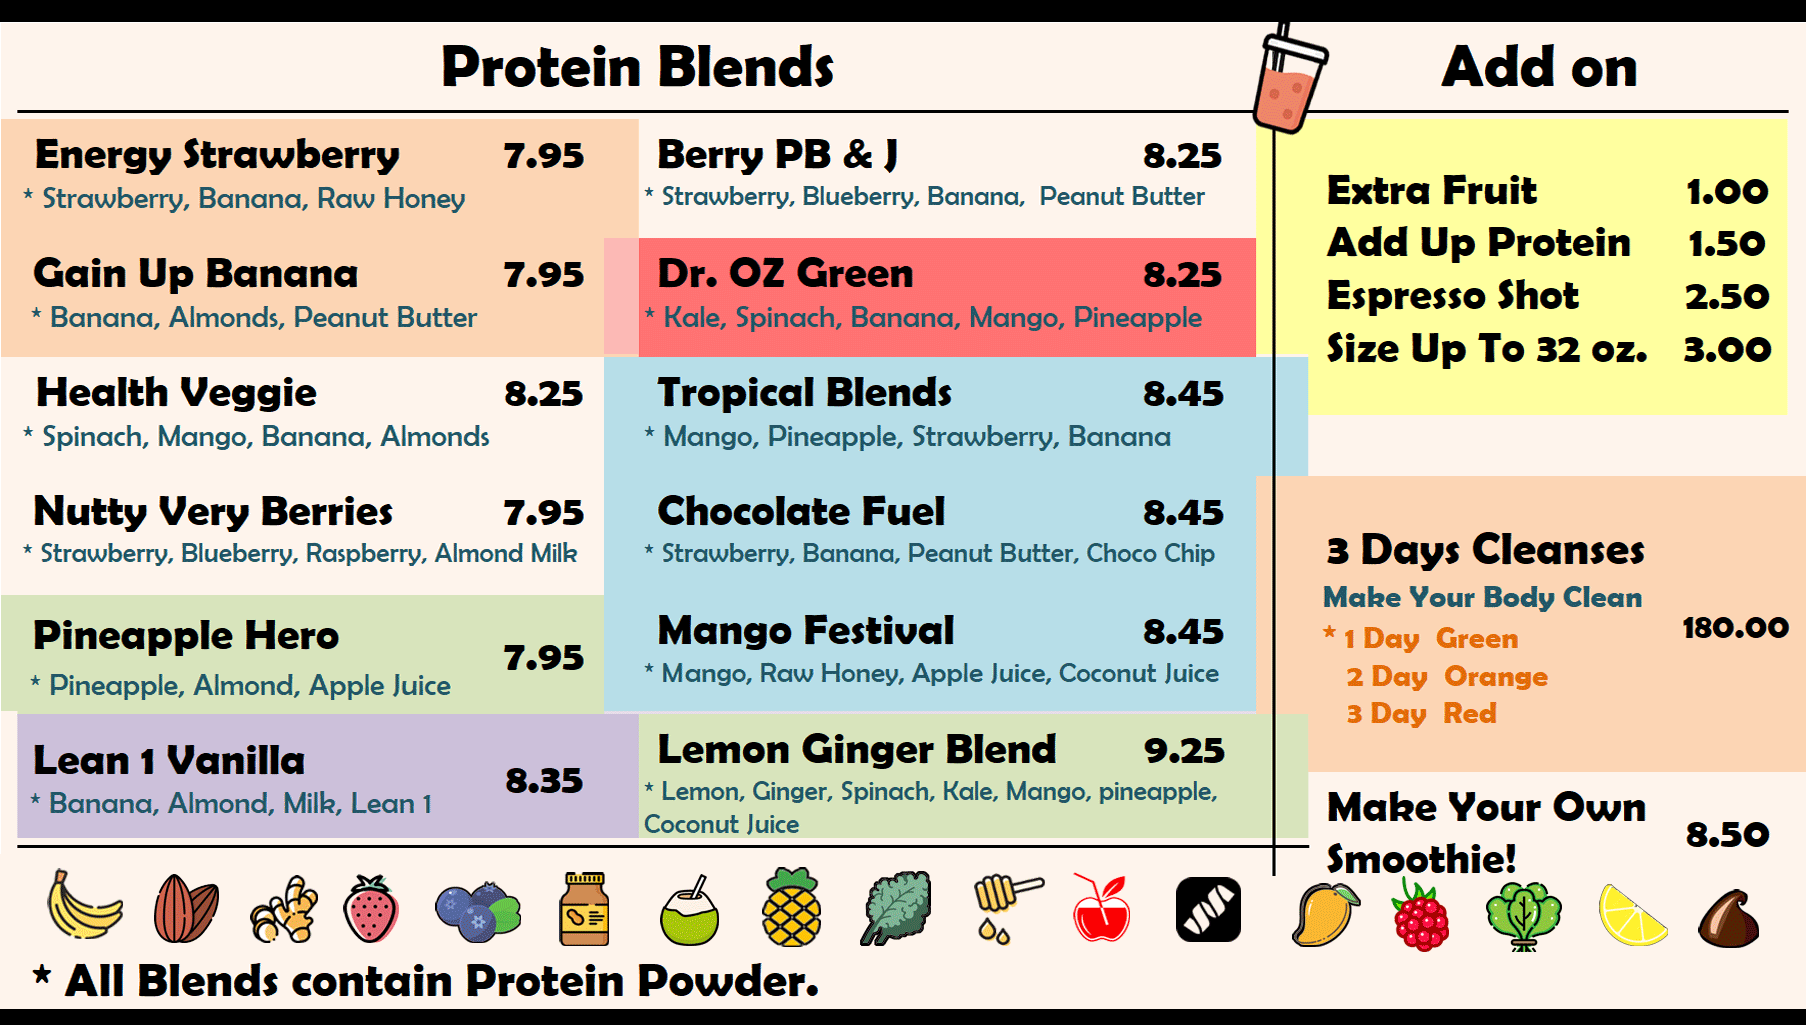 Protein Blends
Energy Strawberry 7.95
* Strawberry, Banana, Raw Honey
Gain Up Banana 7.95
* Banana, Almonds, Peanut Butter
Health Veggie 8.25
* Spinach, Mango, Banana, Almonds
Nutty Very Berries 7.95
* Strawberry, Blueberry, Raspberry, Almond Milk
Pineapple Hero 7.95
* Pineapple, Almond, Apple Juice
Lean 1 Vanilla 8.35
* Banana, Almond, Milk, Lean 1
Berry PB & J 8.25
* Strawberry, Blueberry, Banana, Peanut Butter
Dr. OZ Green 8.25
* Kale, Spinach, Banana, Mango, Pineapple
Tropical Blends 8.45
* Mango, Pineapple, Strawberry, Banana
Chocolate Fuel 8.45
* Strawberry, Banana, Peanut Butter, Choco Chip
Mango Festival 8.45
* Mango, Raw Honey, Apple Juice, Coconut Juice
Lemon Ginger Blend 9.25
* Lemon, Ginger, Spinach, Kale, Mango, pineapple,
Coconut Juice
Add on
Extra Fruit 1.00
Add Up Protein 1.50
Espresso Shot 2.50
Size Up To 32 oz. 3.00
3 Days Cleanses
Make Your Body Clean
180.00
* 1 Day Green
2 Day Orange
3 Day Red
Make Your Own
Smoothie! 8.50
* All Blends contain Protein Powder.